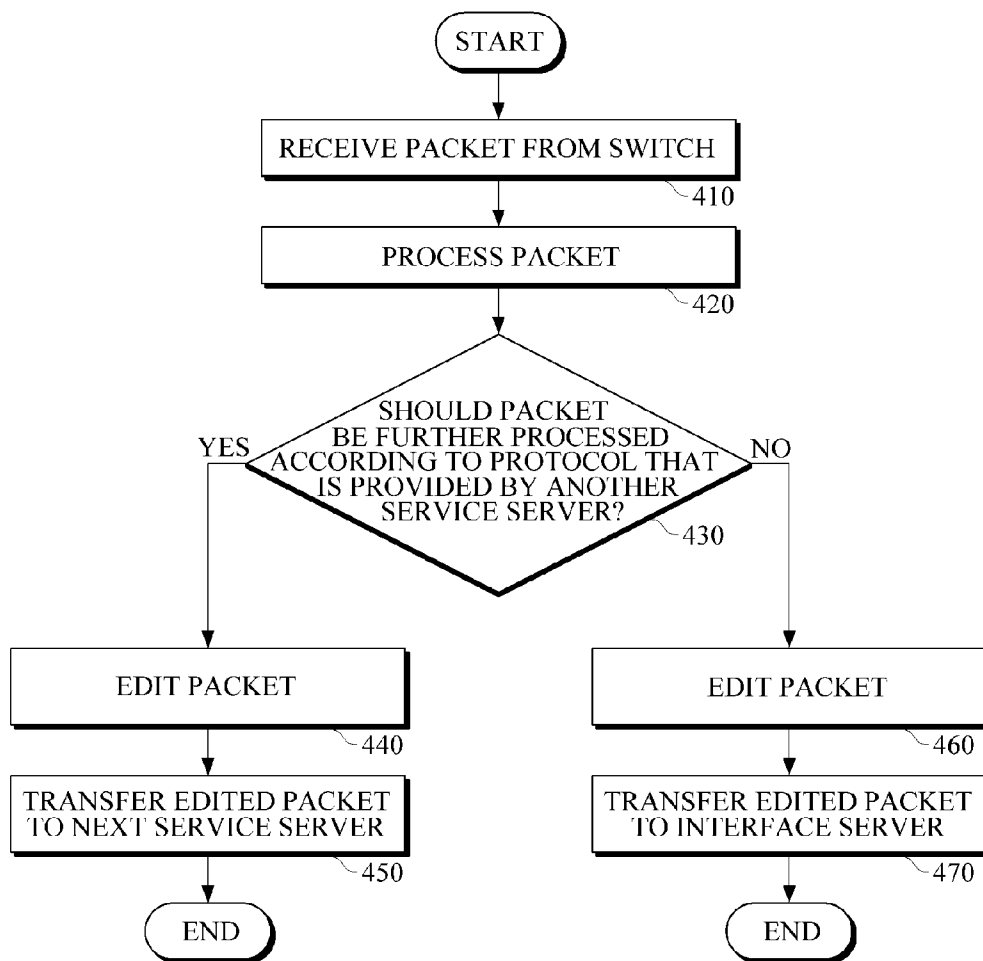 START
RECEIVE PACKET FROM SWITCH
410
PROCESS PACKET
420
SHOULD PACKET
BE FURTHER PROCESSED
ACCORDING TO PROTOCOL THAT
IS PROVIDED BY ANOTHER
SERVICE SERVER?
YES
NO
430
EDIT PACKET
440
TRANSFER EDITED PACKET
TO NEXT SERVICE SERVER
450
END
EDIT PACKET
460
TRANSFER EDITED PACKET
TO INTERFACE SERVER
470
END